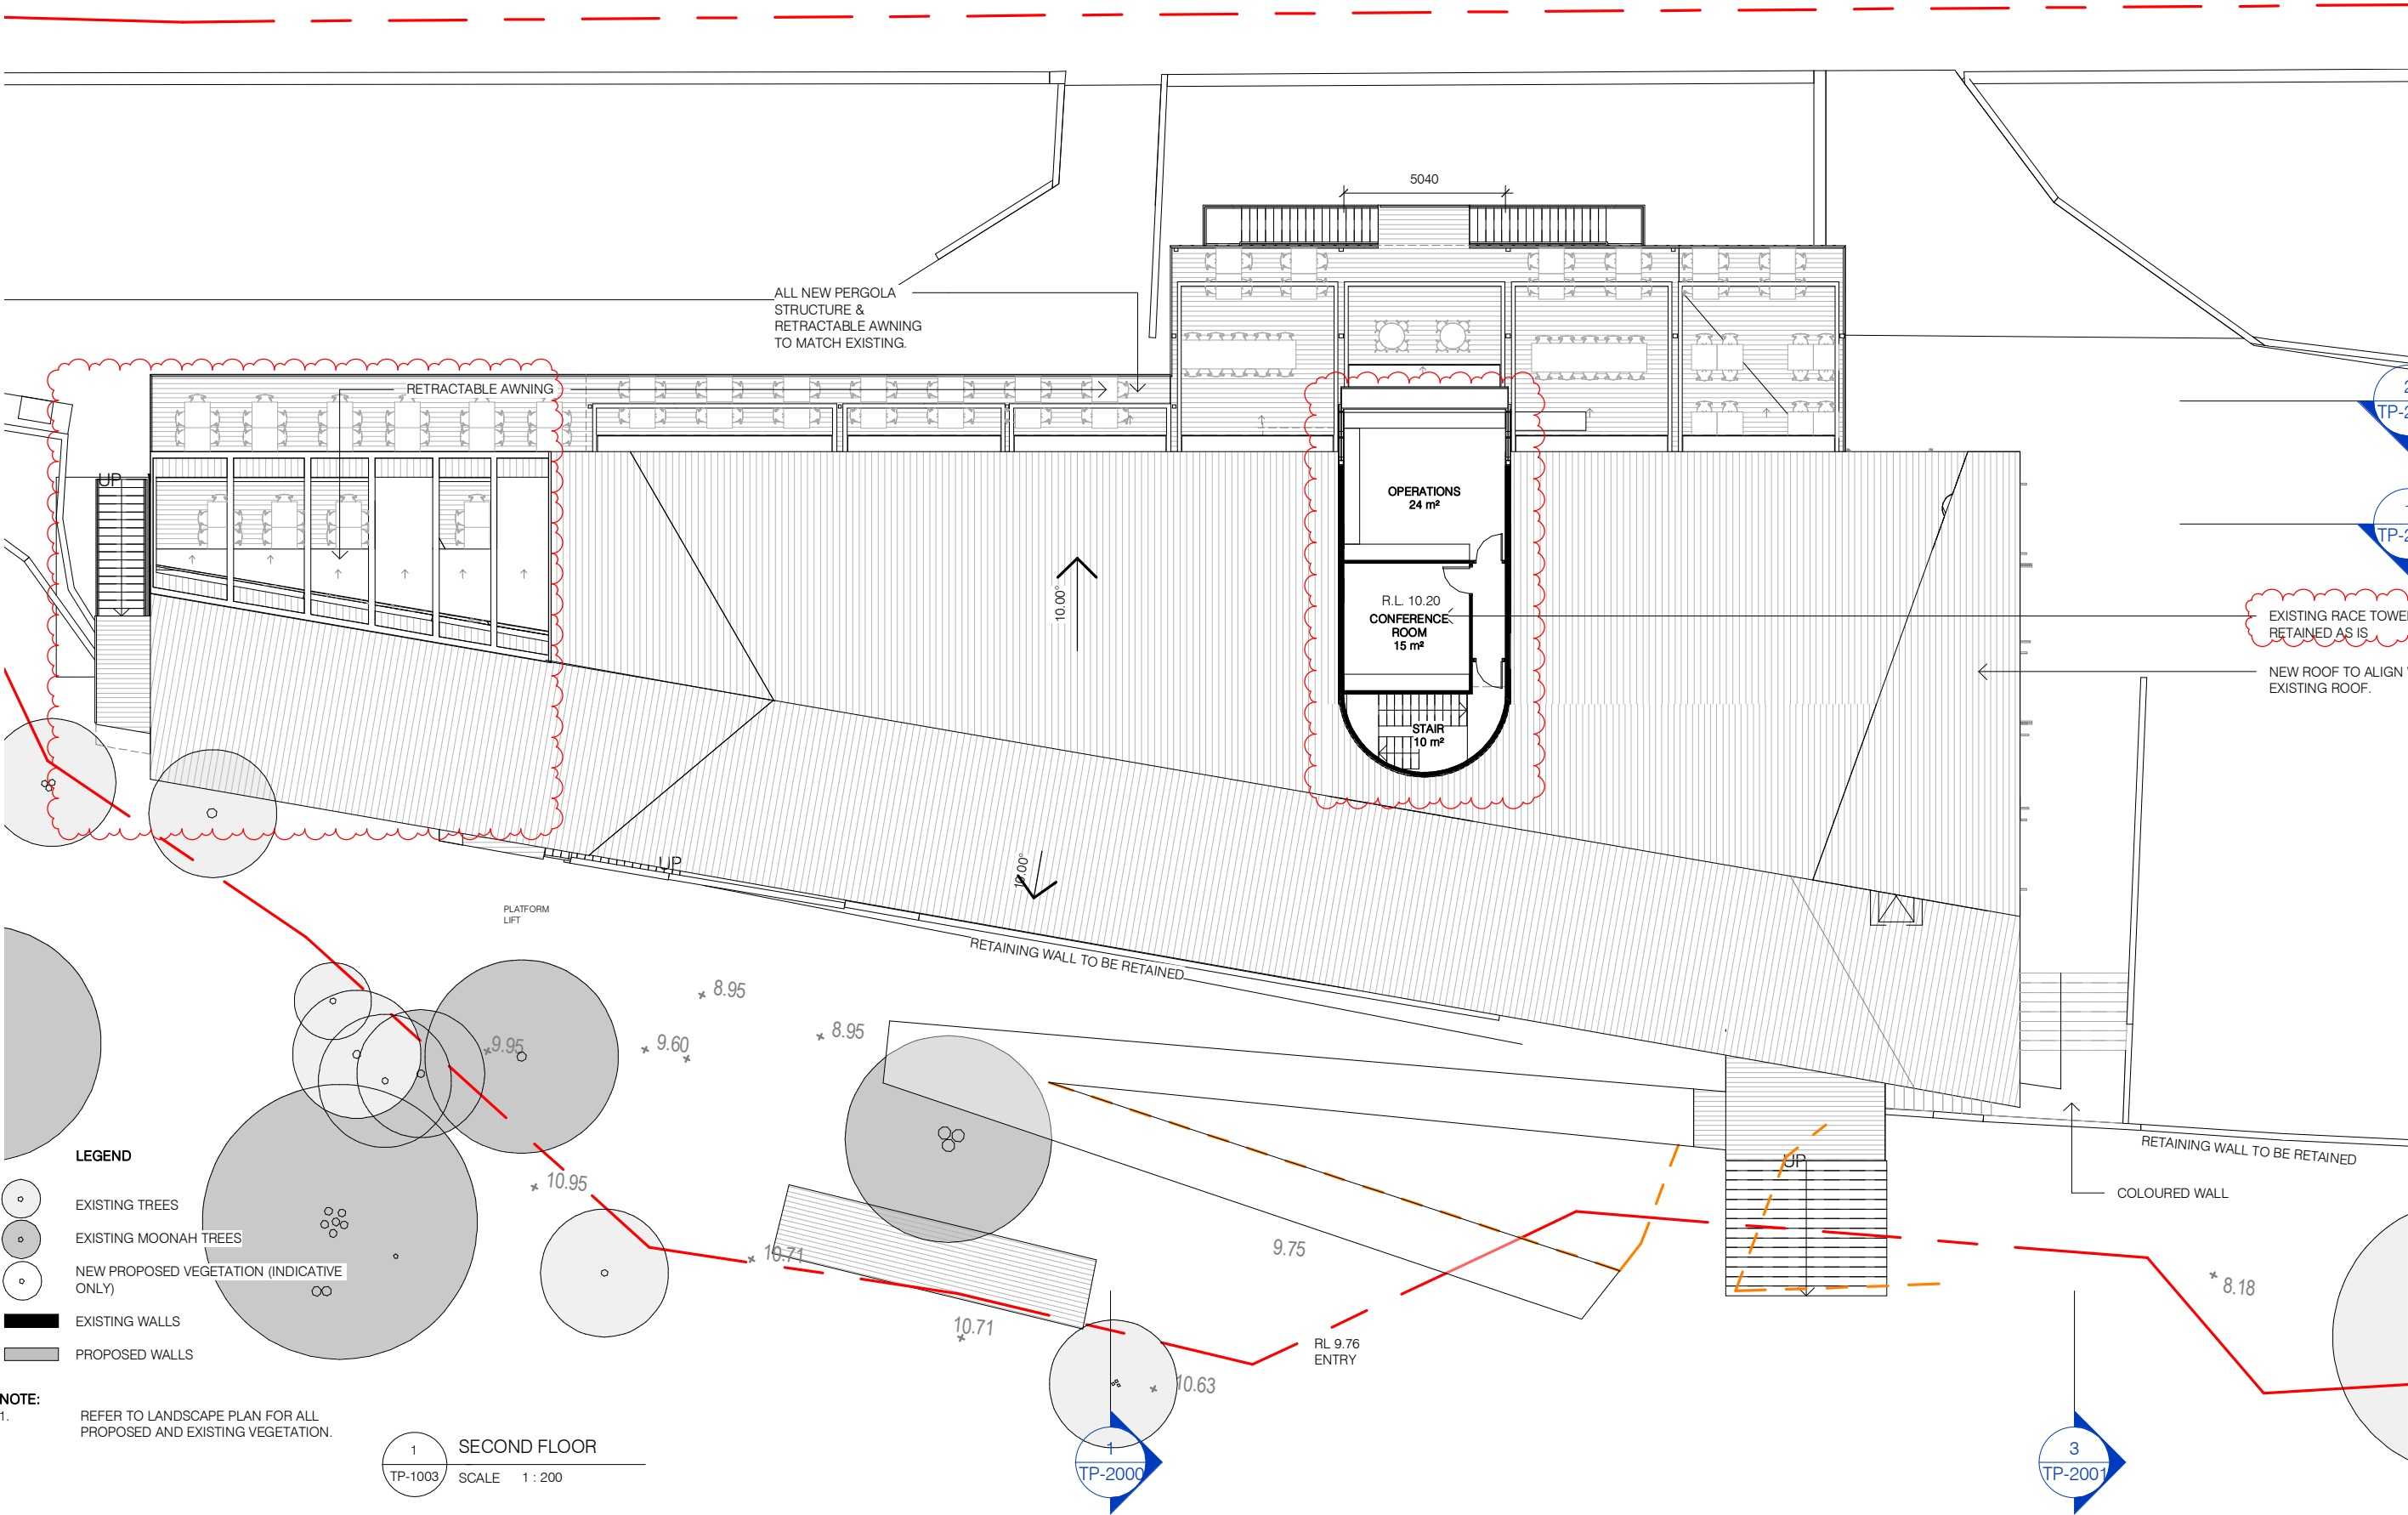 5040
ALL NEW PERGOLA
STRUCTURE &
RETRACTABLE AWNING
TO MATCH EXISTING.
RETRACTABLE AWNING
UP
OPERATIONS
24 m²
10.00°
R.L. 10.20
CONFERENCE
ROOM
15 m²
EXISTING RACE TOWE
RETAINED AS IS
NEW ROOF TO ALIGN
EXISTING ROOF.
STAIR
10 m²
UP
10.00°
PLATFORM
LIFT
RETAINING WALL TO BE RETAINED
8.95
8.95
9.95
9.60
RETAINING WALL TO BE RETAINED
UP
LEGEND
10.95
COLOURED WALL
EXISTING TREES
EXISTING MOONAH TREES
10.71
9.75
NEW PROPOSED VEGETATION (INDICATIVE
ONLY)
8.18
EXISTING WALLS
10.71
RL 9.76
ENTRY
PROPOSED WALLS
10.63
NOTE:
1. REFER TO LANDSCAPE PLAN FOR ALL
PROPOSED AND EXISTING VEGETATION.
1
TP-1003
SECOND FLOOR
SCALE 1 : 200
1
TP-2000
3
TP-2001